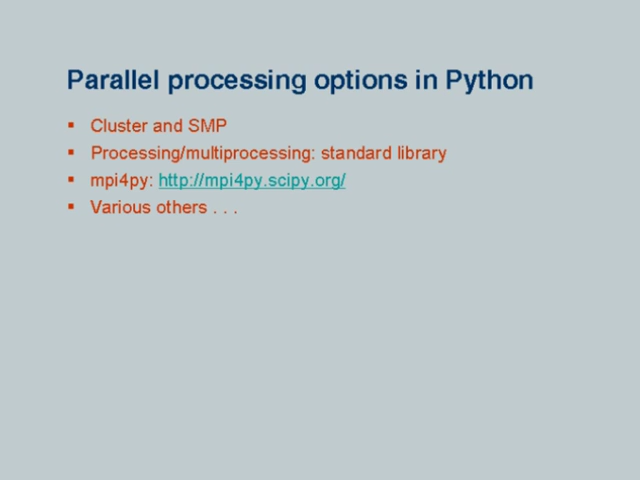 Parallel processing options in Python
▪ Cluster and SMP
▪ Processing/multiprocessing: standard library
▪ mpi4py: http://mpi4py.scipy.org/
▪ Various others . . .